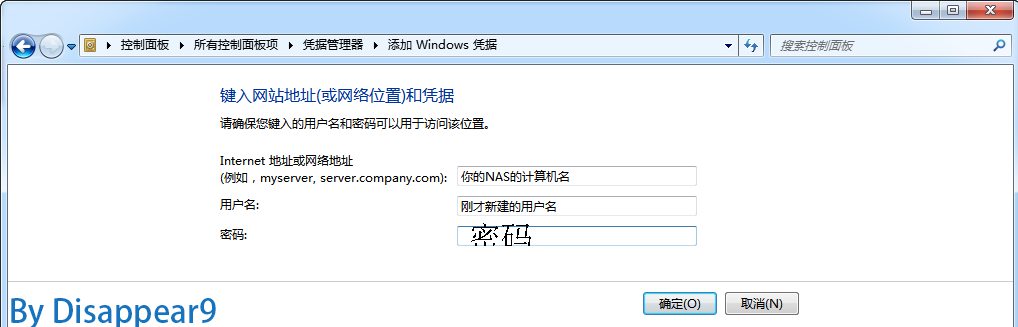 控制面板 ▸ 所有控制面板项 ▸ 凭据管理器 ▸ 添加 Windows 凭据
搜索控制面板
键入网站地址(或网络位置)和凭据
请确保您键入的用户名和密码可以用于访问该位置。
Internet 地址或网络地址
(例如，myserver, server.company.com): 你的NAS的计算机名
用户名: 刚才新建的用户名
密码: 密码
确定(O) 取消(N)
By Disappear9